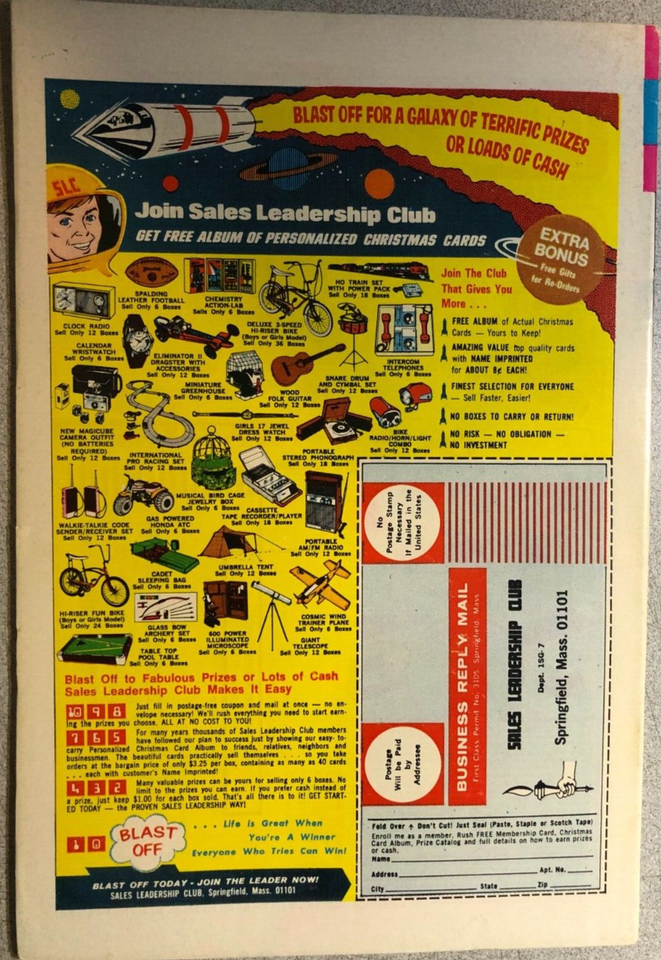 BLAST OFF FOR A GALAXY OF TERRIFIC PRIZES
OR LOADS OF CASH
SLC
Join Sales Leadership Club
GET FREE ALBUM OF PERSONALIZED CHRISTMAS CARDS
EXTRA
BONUS
Free Gifts
for Re-Orders
CLOCK RADIO
Sell Only 12 Boxes
SPALDING
LEATHER FOOTBALL
Sell Only 6 Boxes
CHEMISTRY
ACTION-LAB
Sells Only 6 Boxes
DELUXE 3-SPEED
HI-RISER BIKE
(Boys or Girls Model)
Sell Only 36 Boxes
HO TRAIN SET
WITH POWER PACK
Sell Only 18 Boxes
CALENDAR
WRISTWATCH
Sell Only 6 Boxes
ELIMINATOR II
DRAGSTER WITH
ACCESSORIES
Sell Only 12 Boxes
MINIATURE
GREENHOUSE
Sell Only 6 Boxes
WOOD
FOLK GUITAR
Sell Only 12 Boxes
SNARE DRUM
AND CYMBAL SET
Sell Only 12 Boxes
INTERCOM
TELEPHONES
Sell Only 6 Boxes
NEW MAGICUBE
CAMERA OUTFIT
(NO BATTERIES
REQUIRED)
Sell Only 12 Boxes
INTERNATIONAL
PRO RACING SET
Sell Only 12 Boxes
GIRLS 17 JEWEL
DRESS WATCH
Sell Only 12 Boxes
PORTABLE
STEREO PHONOGRAPH
Sell Only 18 Boxes
BIKE
RADIO/HORN/LIGHT
COMBO
Sell Only 12 Boxes
WALKIE-TALKIE CODE
SENDER/RECEIVER SET
Sell Only 12 Boxes
GAS POWERED
HONDA ATC
Sell Only 6 Boxes
MUSICAL BIRD CAGE
JEWELRY BOX
Sell Only 6 Boxes
CASSETTE
TAPE RECORDER/PLAYER
Sell Only 18 Boxes
PORTABLE
AM/FM RADIO
Sell Only 12 Boxes
HI-RISER FUN BIKE
(Boys or Girls Model)
Sell Only 24 Boxes
CADET
SLEEPING BAG
Sell Only 6 Boxes
UMBRELLA TENT
Sell Only 12 Boxes
COSMIC WIND
TRAINER PLANE
Sell Only 6 Boxes
GLASS BOW
ARCHERY SET
Sell Only 6 Boxes
600 POWER
ILLUMINATED
MICROSCOPE
Sell Only 6 Boxes
GIANT
TELESCOPE
Sell Only 12 Boxes
TABLE TOP
POOL TABLE
Sell Only 6 Boxes
Join The Club
That Gives You
More . . .
FREE ALBUM of Actual Christmas
Cards — Yours to Keep!
AMAZING VALUE top quality cards
with NAME IMPRINTED
for ABOUT 8¢ EACH!
FINEST SELECTION FOR EVERYONE
— Sell Faster, Easier!
NO BOXES TO CARRY OR RETURN!
NO RISK — NO OBLIGATION —
NO INVESTMENT
Blast Off to Fabulous Prizes or Lots of Cash
Sales Leadership Club Makes It Easy
10 9 8
Just fill in postage-free coupon and mail at once — no en-
velope necessary! We'll rush everything you need to start earn-
ing the prizes you choose. ALL AT NO COST TO YOU!
7 6 5
For many years thousands of Sales Leadership Club members
have followed our plan to success just by showing our easy-to-
carry Personalized Christmas Card Album to friends, relatives, neighbors and
businessmen. The beautiful cards practically sell themselves . . . so you take
orders at the bargain price of only $3.25 per box, containing as many as 40 cards
. . . each with customer's Name Imprinted!
4 3 2
Many valuable prizes can be yours for selling only 6 boxes. No
limit to the prizes you can earn. If you prefer cash instead of
a prize, just keep $1.00 for each box sold. That's all there is to it! GET START-
ED TODAY — the PROVEN SALES LEADERSHIP WAY!
1 0
BLAST
OFF
. . . Life is Great When
You're A Winner
Everyone Who Tries Can Win!
BLAST OFF TODAY - JOIN THE LEADER NOW!
SALES LEADERSHIP CLUB, Springfield, Mass. 01101
No
Postage Stamp
Necessary
If Mailed in the
United States
Postage
Will be Paid
by
Addressee
BUSINESS REPLY MAIL
First Class Permit No. 3105, Springfield, Mass.
SALES LEADERSHIP CLUB
Dept. 15G-7
Springfield, Mass. 01101
Fold Over ↑ Don't Cut! Just Seal (Paste, Staple or Scotch Tape)
Enroll me as a member. Rush FREE Membership Card, Christmas
Card Album, Prize Catalog and full details on how to earn prizes
or cash.
Name
Address Apt. No.
City State Zip